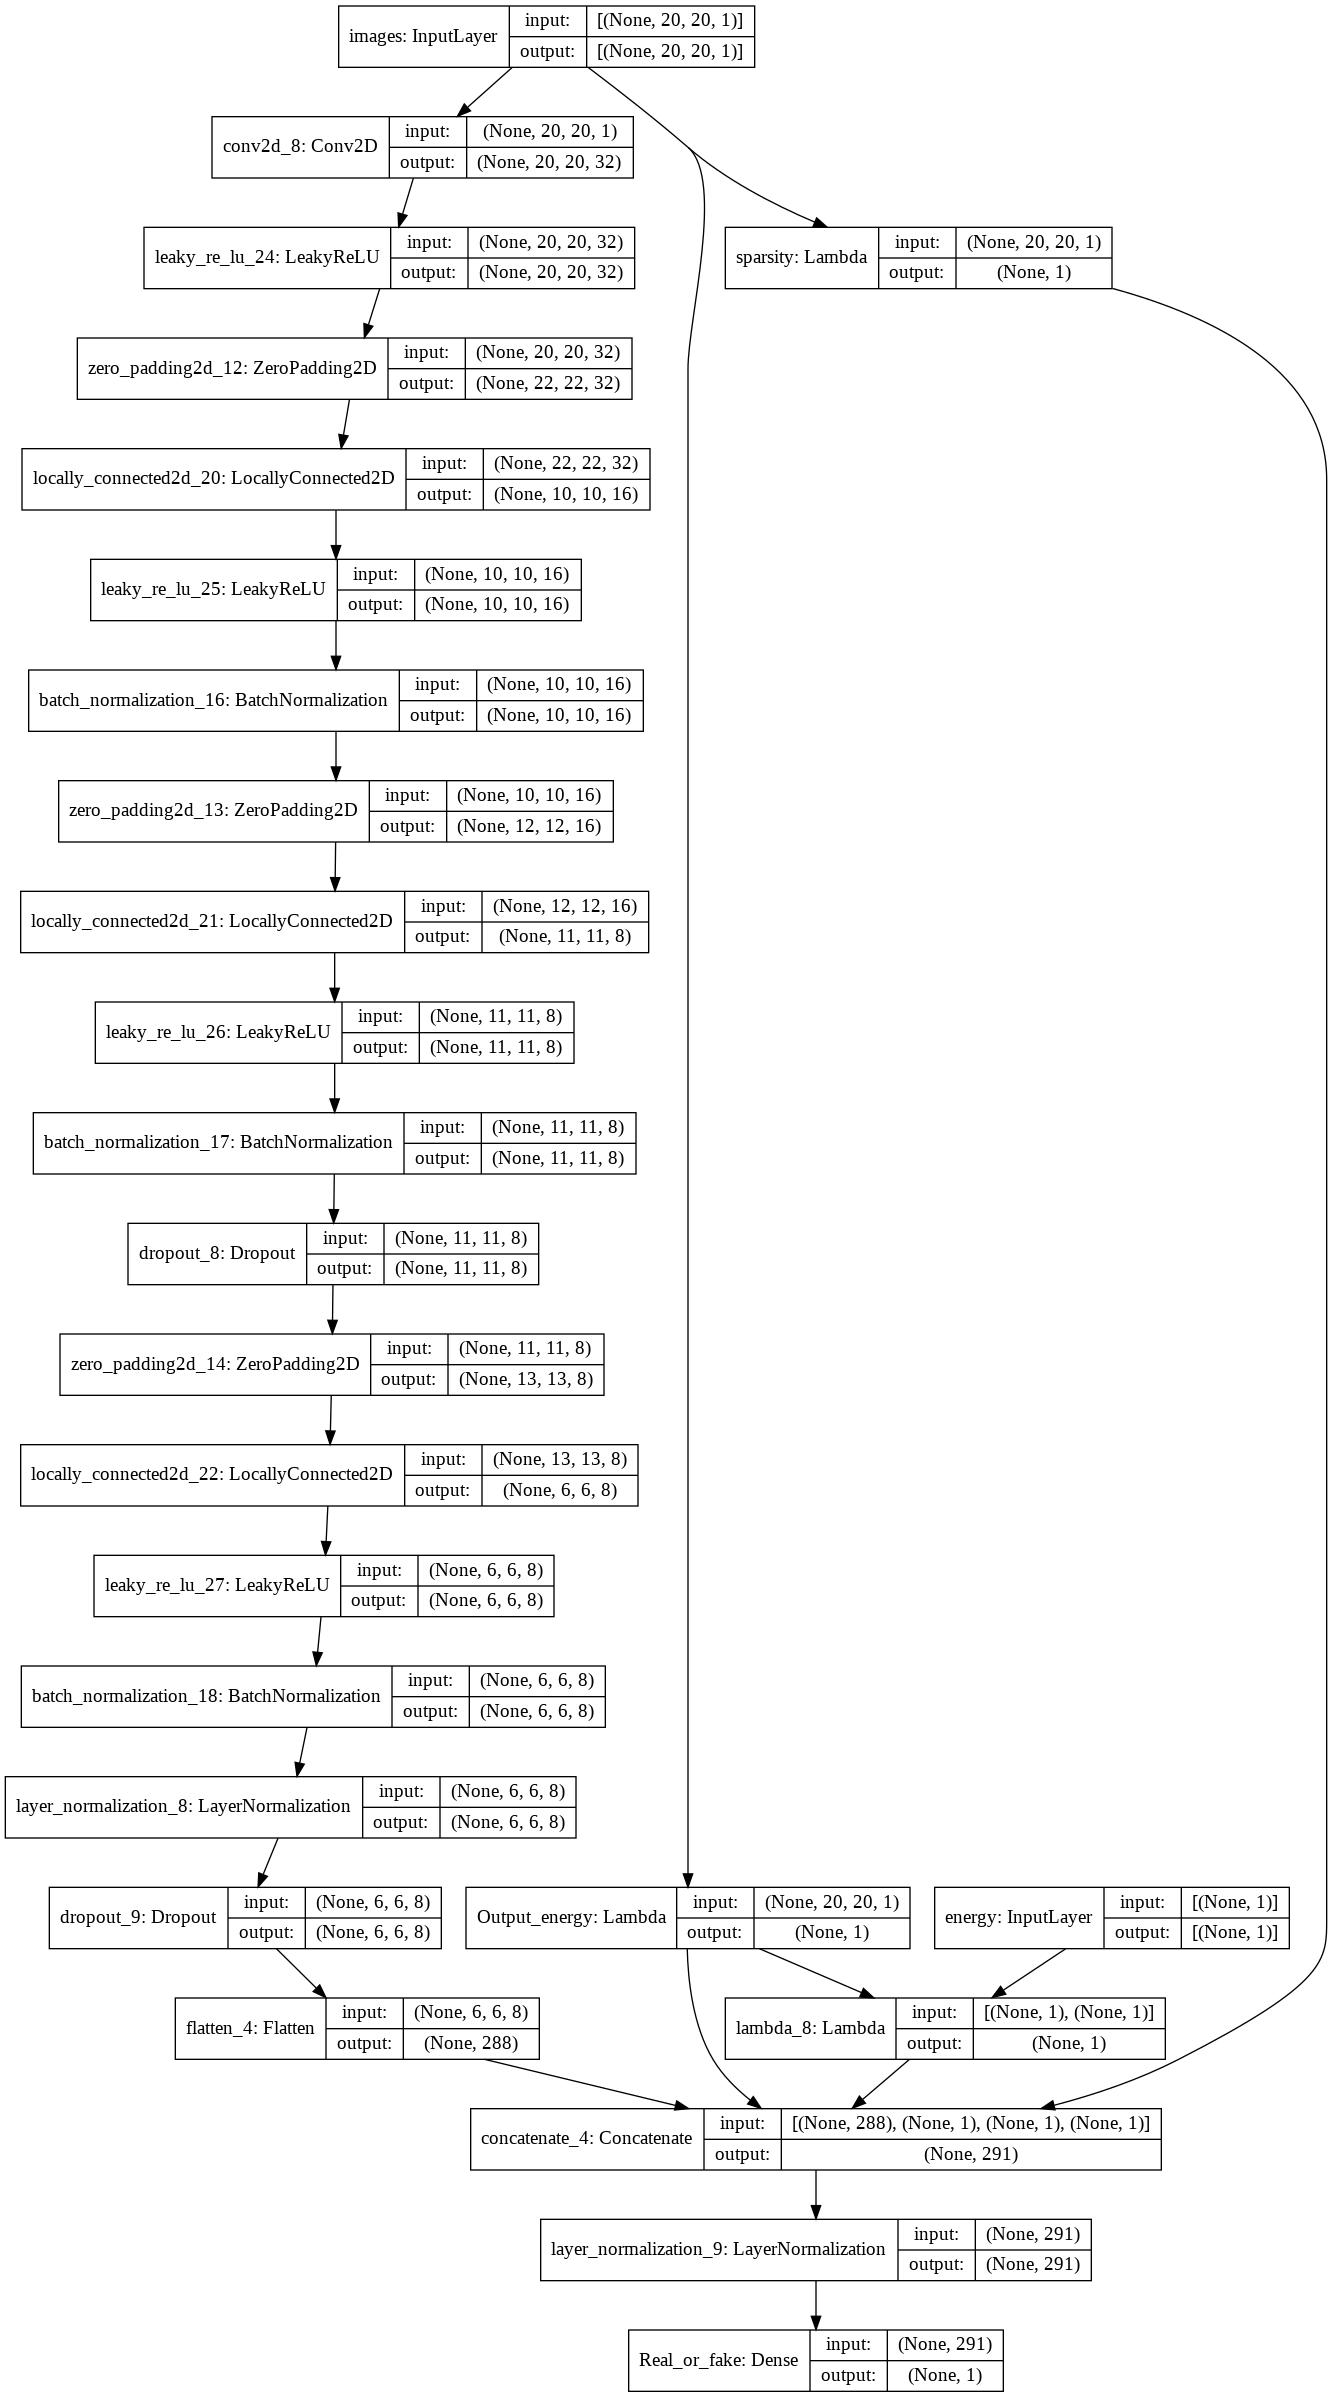 images: InputLayer
input:
[(None, 20, 20, 1)]
output:
[(None, 20, 20, 1)]
conv2d_8: Conv2D
input:
(None, 20, 20, 1)
output:
(None, 20, 20, 32)
leaky_re_lu_24: LeakyReLU
input:
(None, 20, 20, 32)
output:
(None, 20, 20, 32)
sparsity: Lambda
input:
(None, 20, 20, 1)
output:
(None, 1)
zero_padding2d_12: ZeroPadding2D
input:
(None, 20, 20, 32)
output:
(None, 22, 22, 32)
locally_connected2d_20: LocallyConnected2D
input:
(None, 22, 22, 32)
output:
(None, 10, 10, 16)
leaky_re_lu_25: LeakyReLU
input:
(None, 10, 10, 16)
output:
(None, 10, 10, 16)
batch_normalization_16: BatchNormalization
input:
(None, 10, 10, 16)
output:
(None, 10, 10, 16)
zero_padding2d_13: ZeroPadding2D
input:
(None, 10, 10, 16)
output:
(None, 12, 12, 16)
locally_connected2d_21: LocallyConnected2D
input:
(None, 12, 12, 16)
output:
(None, 11, 11, 8)
leaky_re_lu_26: LeakyReLU
input:
(None, 11, 11, 8)
output:
(None, 11, 11, 8)
batch_normalization_17: BatchNormalization
input:
(None, 11, 11, 8)
output:
(None, 11, 11, 8)
dropout_8: Dropout
input:
(None, 11, 11, 8)
output:
(None, 11, 11, 8)
zero_padding2d_14: ZeroPadding2D
input:
(None, 11, 11, 8)
output:
(None, 13, 13, 8)
locally_connected2d_22: LocallyConnected2D
input:
(None, 13, 13, 8)
output:
(None, 6, 6, 8)
leaky_re_lu_27: LeakyReLU
input:
(None, 6, 6, 8)
output:
(None, 6, 6, 8)
batch_normalization_18: BatchNormalization
input:
(None, 6, 6, 8)
output:
(None, 6, 6, 8)
layer_normalization_8: LayerNormalization
input:
(None, 6, 6, 8)
output:
(None, 6, 6, 8)
dropout_9: Dropout
input:
(None, 6, 6, 8)
output:
(None, 6, 6, 8)
Output_energy: Lambda
input:
(None, 20, 20, 1)
output:
(None, 1)
energy: InputLayer
input:
[(None, 1)]
output:
[(None, 1)]
flatten_4: Flatten
input:
(None, 6, 6, 8)
output:
(None, 288)
lambda_8: Lambda
input:
[(None, 1), (None, 1)]
output:
(None, 1)
concatenate_4: Concatenate
input:
[(None, 288), (None, 1), (None, 1), (None, 1)]
output:
(None, 291)
layer_normalization_9: LayerNormalization
input:
(None, 291)
output:
(None, 291)
Real_or_fake: Dense
input:
(None, 291)
output:
(None, 1)